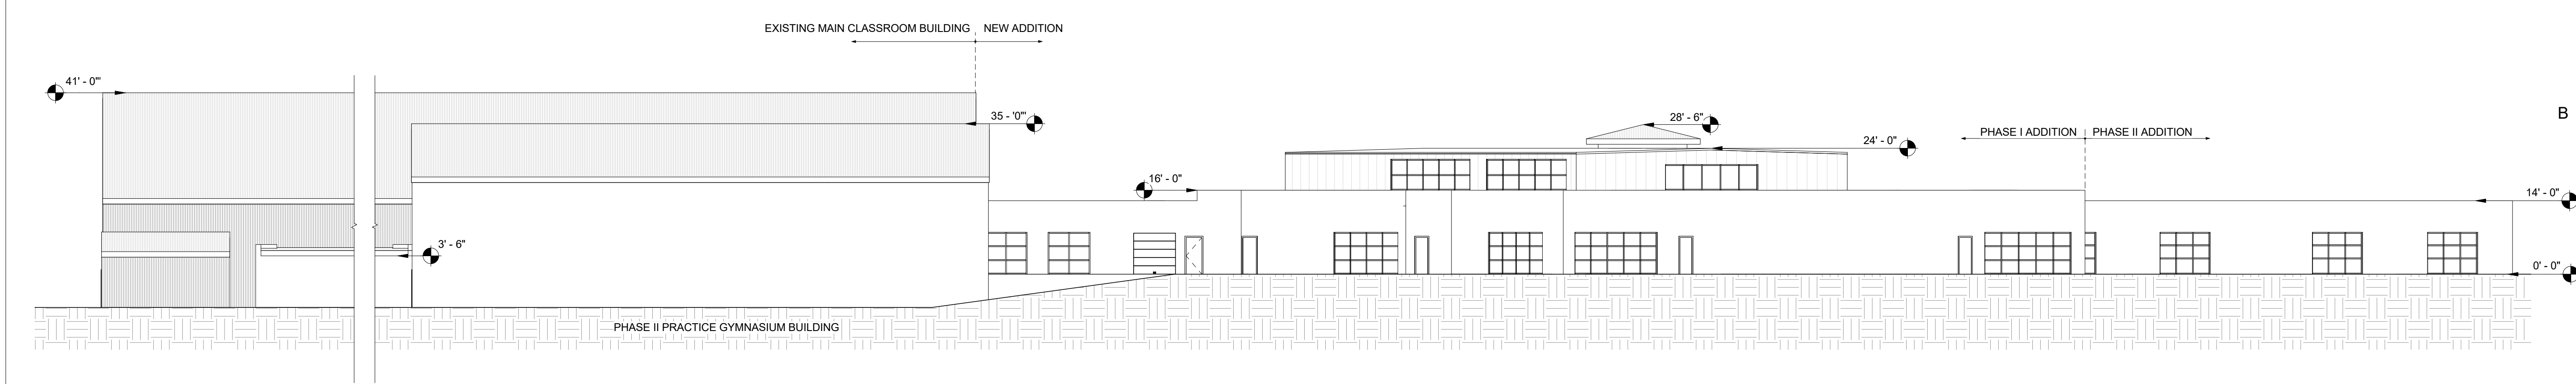 EXISTING MAIN CLASSROOM BUILDING
NEW ADDITION
41' - 0'"
35 - '0'"
28' - 6"
B
PHASE I ADDITION
PHASE II ADDITION
24' - 0"
16' - 0"
14' - 0"
3' - 6"
0' - 0"
PHASE II PRACTICE GYMNASIUM BUILDING